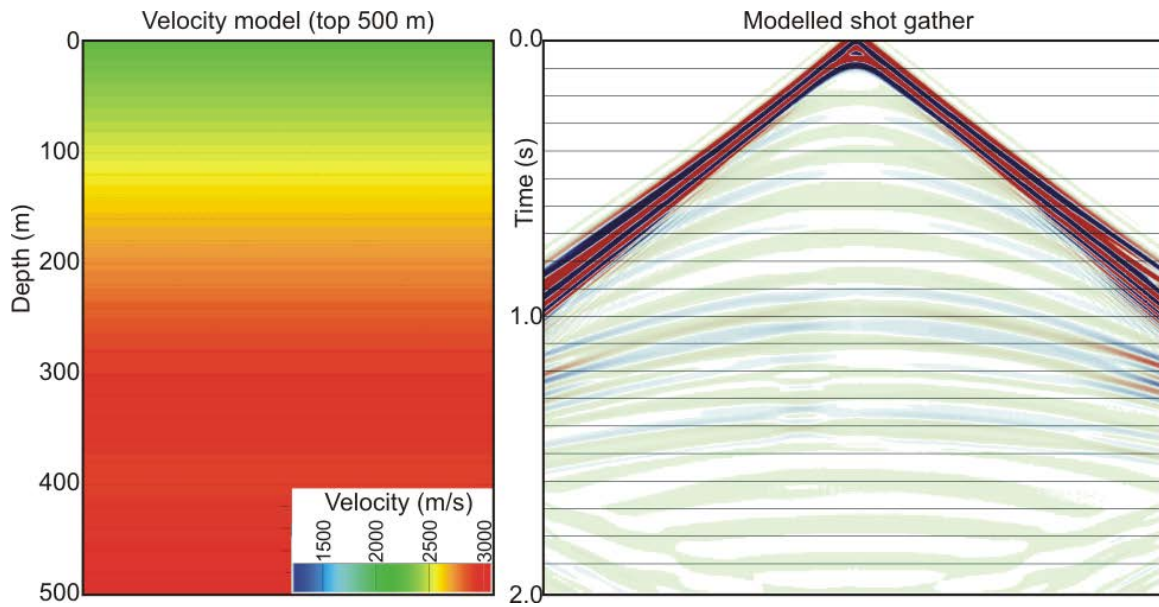 Velocity model (top 500 m)
Modelled shot gather
0
100
200
300
400
500
Depth (m)
Velocity (m/s)
1500
2000
2500
3000
0.0
1.0
2.0
Time (s)